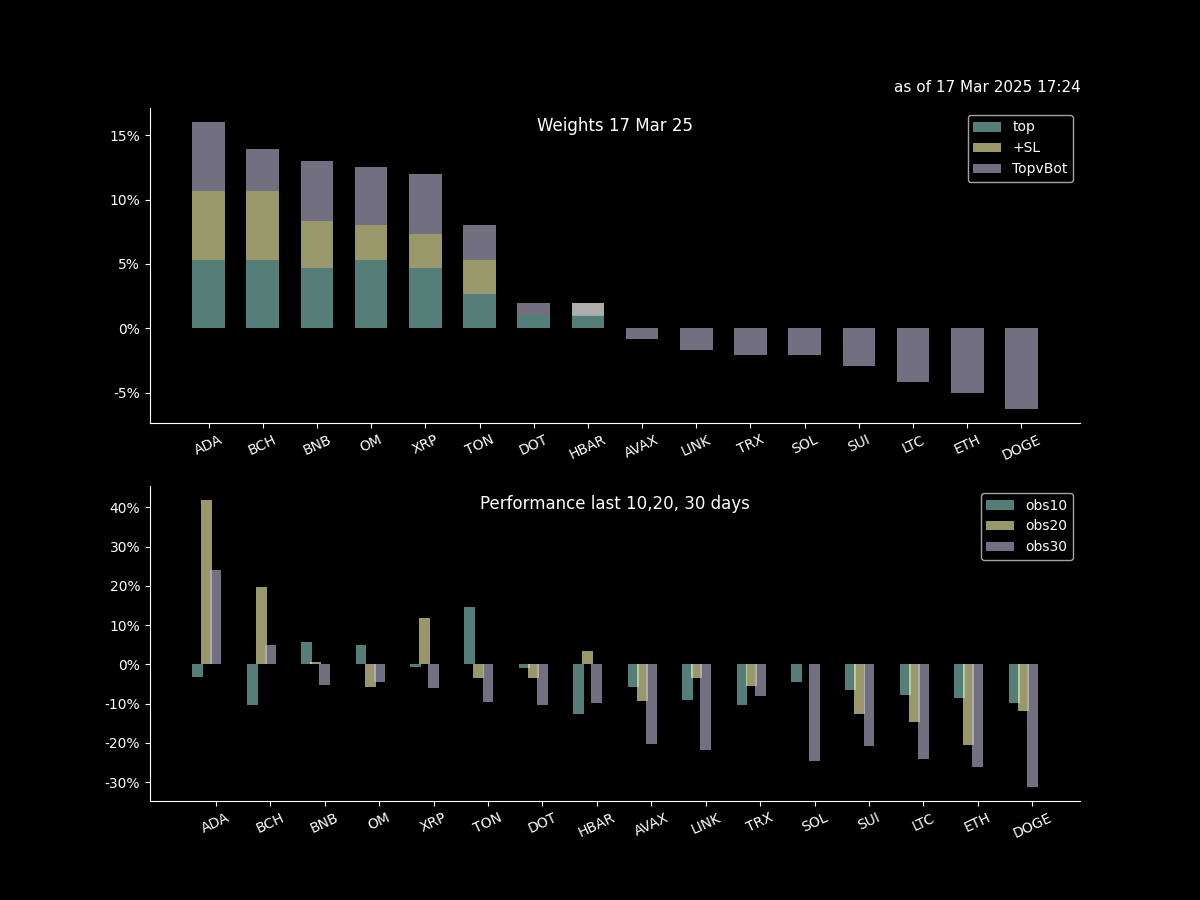 as of 17 Mar 2025 17:24
Weights 17 Mar 25
top
+SL
TopvBot
15%
10%
5%
0%
-5%
ADA BCH BNB OM XRP TON DOT HBAR AVAX LINK TRX SOL SUI LTC ETH DOGE
Performance last 10,20, 30 days
obs10
obs20
obs30
40%
30%
20%
10%
0%
-10%
-20%
-30%
ADA BCH BNB OM XRP TON DOT HBAR AVAX LINK TRX SOL SUI LTC ETH DOGE